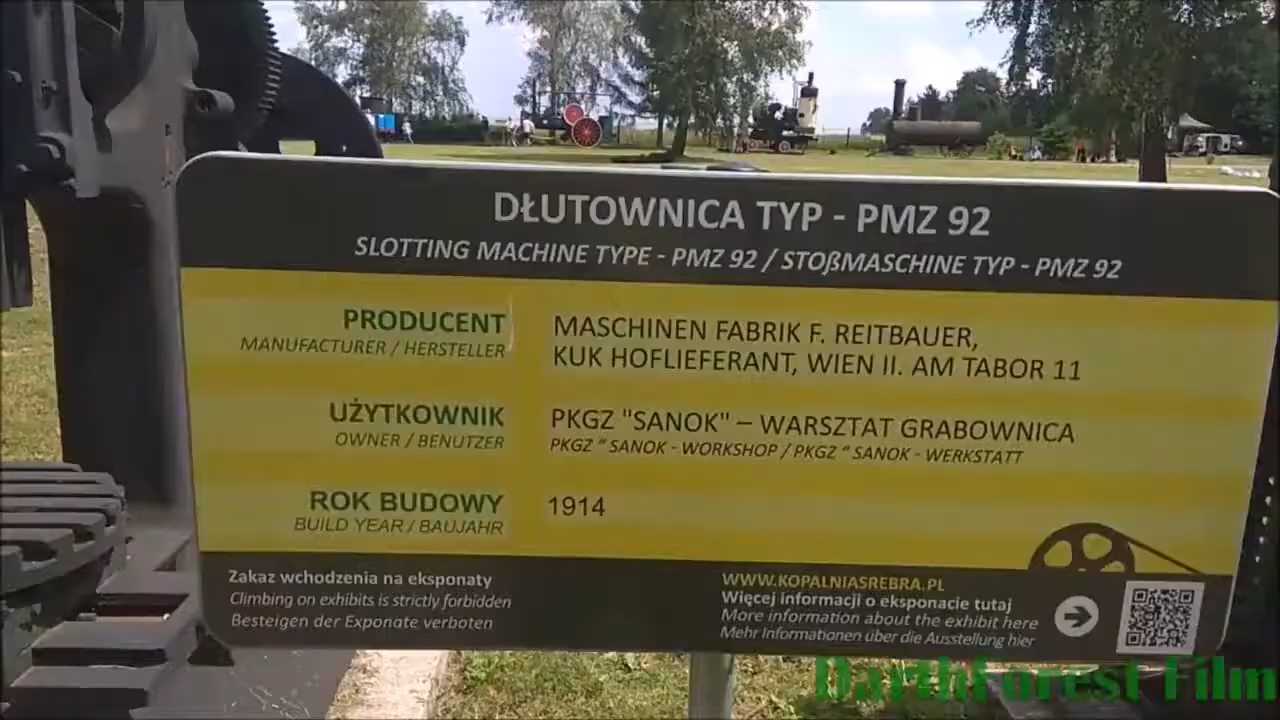 DŁUTOWNICA TYP - PMZ 92
SLOTTING MACHINE TYPE - PMZ 92 / STOßMASCHINE TYP - PMZ 92
PRODUCENT
MANUFACTURER / HERSTELLER
MASCHINEN FABRIK F. REITBAUER,
KUK HOFLIEFERANT, WIEN II. AM TABOR 11
UŻYTKOWNIK
OWNER / BENUTZER
PKGZ "SANOK" – WARSZTAT GRABOWNICA
PKGZ " SANOK - WORKSHOP / PKGZ " SANOK - WERKSTATT
ROK BUDOWY
BUILD YEAR / BAUJAHR
1914
Zakaz wchodzenia na eksponaty
Climbing on exhibits is strictly forbidden
Besteigen der Exponate verboten
WWW.KOPALNIASREBRA.PL
Więcej informacji o eksponacie tutaj
More information about the exhibit here
Mehr Informationen über die Ausstellung hier
DarthForest Film